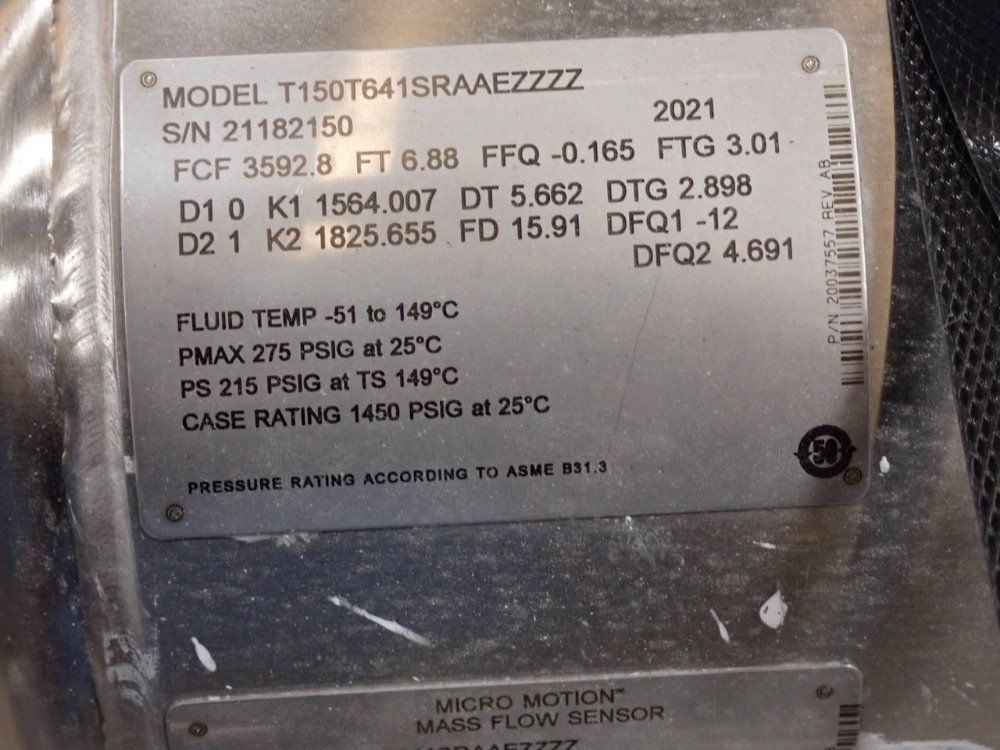 MODEL T150T641SRAAEZZZZ
S/N 21182150 2021
FCF 3592.8 FT 6.88 FFQ -0.165 FTG 3.01
D1 0 K1 1564.007 DT 5.662 DTG 2.898
D2 1 K2 1825.655 FD 15.91 DFQ1 -12
DFQ2 4.691
FLUID TEMP -51 to 149°C
PMAX 275 PSIG at 25°C
PS 215 PSIG at TS 149°C
CASE RATING 1450 PSIG at 25°C
PRESSURE RATING ACCORDING TO ASME B31.3
P/N 20037557 REV AB
50
MICRO MOTION™
MASS FLOW SENSOR